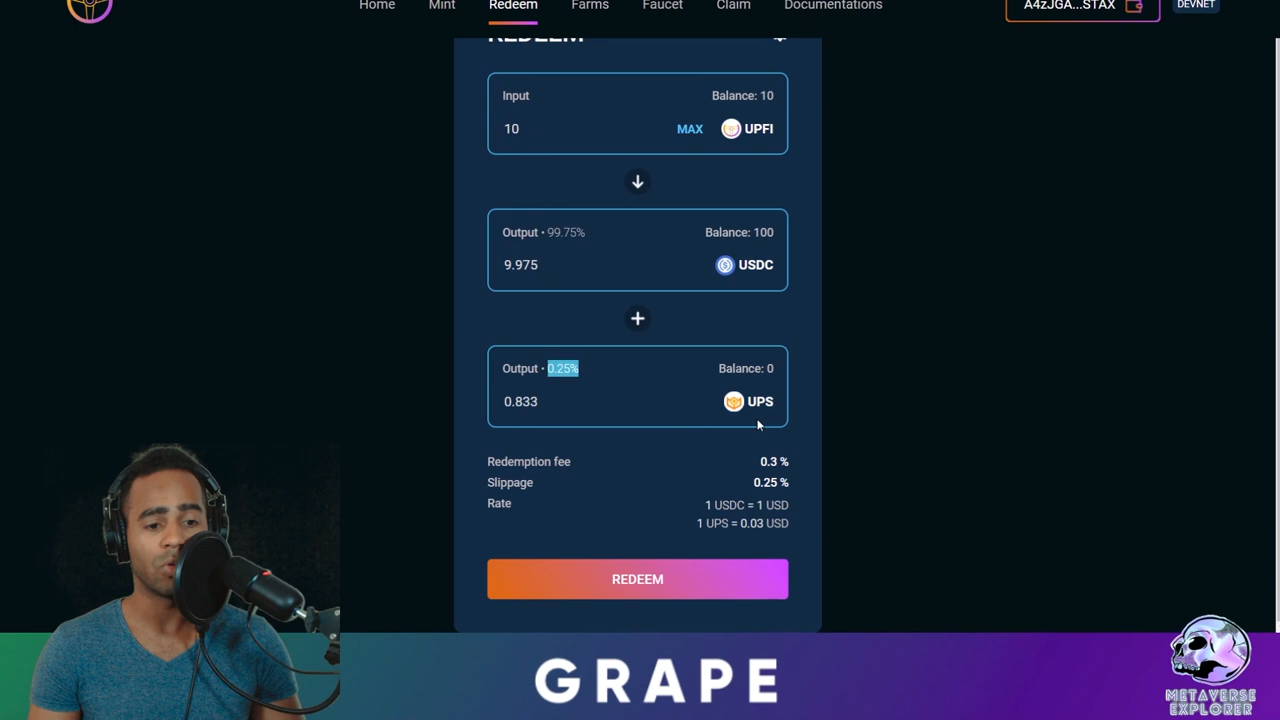 Home Mint Redeem Farms Faucet Claim Documentations A4zJGA...STAX DEVNET
REDEEM
Input Balance: 10
10 MAX UPFI
Output • 99.75% Balance: 100
9.975 USDC
Output • 0.25% Balance: 0
0.833 UPS
Redemption fee 0.3 %
Slippage 0.25 %
Rate 1 USDC = 1 USD
1 UPS = 0.03 USD
REDEEM
GRAPE
METAVERSE
EXPLORER